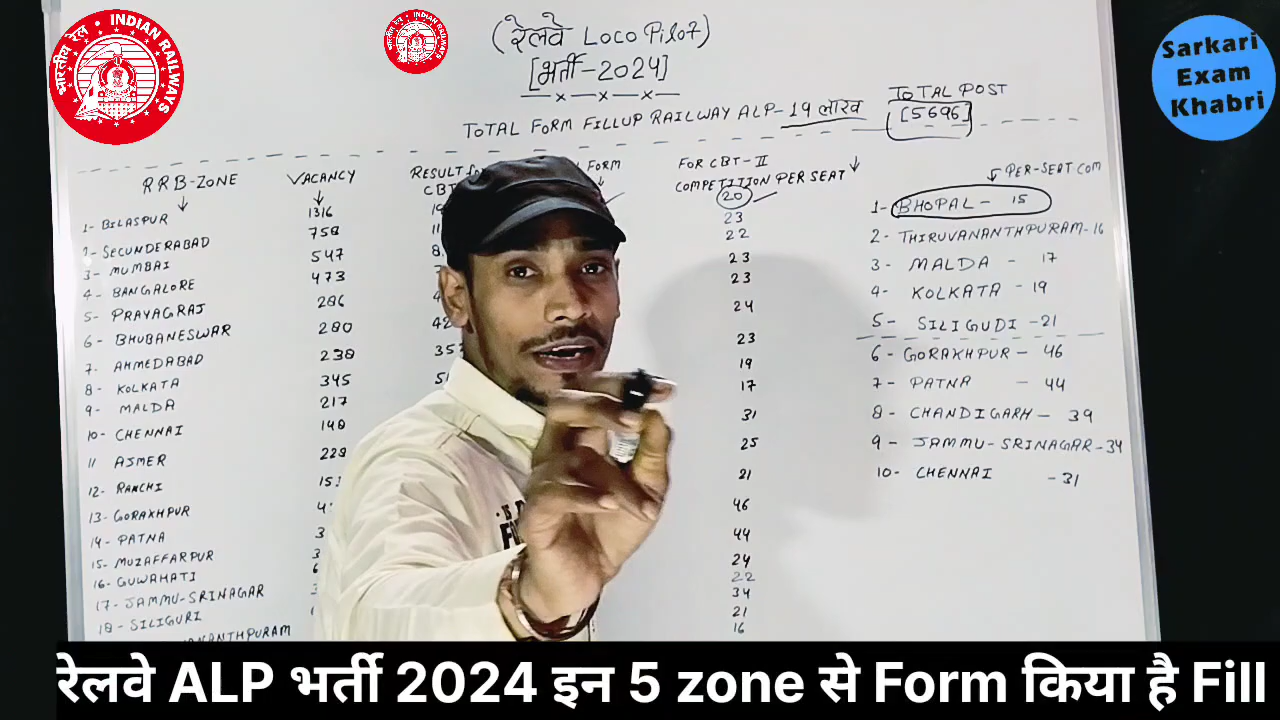 भारतीय रेल • INDIAN RAILWAYS
Sarkari
Exam
Khabri
(रेलवे LOCO Pilot)
[भर्ती-2024]
—x—x—x—
TOTAL POST
[5696]
TOTAL FORM FILLUP RAILWAY ALP-19 लाख
RRB-ZONE
VACANCY
RESULT
CBT
FORM
FOR CBT-II
COMPETITION PER SEAT
20
PER-SEAT COM
1- BILASPUR 1316 23
2- SECUNDERABAD 758 22
3- MUMBAI 547 23
4- BANGALORE 473 23
5- PRAYAGRAJ 286 24
6- BHUBANESWAR 280 23
7- AHMEDABAD 238 19
8- KOLKATA 345 17
9- MALDA 217 31
10- CHENNAI 148 25
11 AJMER 228 21
12- RANCHI 46
13- GORAKHPUR 44
14- PATNA 24
15- MUZAFFARPUR 22
16- GUWAHATI 34
17- JAMMU-SRINAGAR 21
18- SILIGURI 16
1- BHOPAL- 15
2- THIRUVANANTHPURAM-16
3- MALDA - 17
4- KOLKATA -19
5- SILIGUDI -21
6- GORAKHPUR - 46
7- PATNA - 44
8- CHANDIGARH - 39
9- JAMMU-SRINAGAR-34
10- CHENNAI -31
रेलवे ALP भर्ती 2024 इन 5 zone से Form किया है Fill